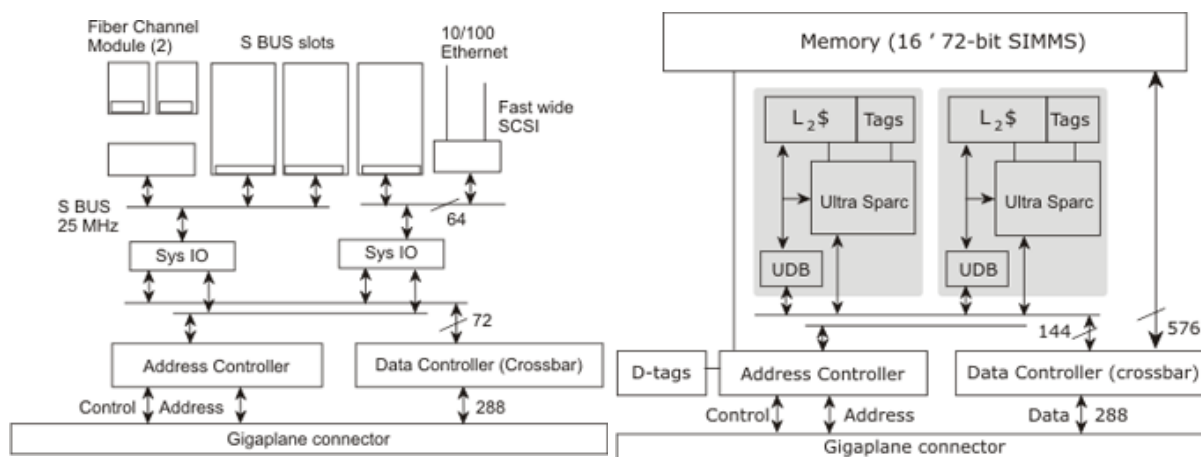 Fiber Channel
Module (2)
S BUS slots
10/100
Ethernet
Fast wide
SCSI
S BUS
25 MHz
64
Sys IO
Sys IO
72
Address Controller
Data Controller (Crossbar)
Control
Address
288
Gigaplane connector
Memory (16 ’ 72-bit SIMMS)
L2$
Tags
L2$
Tags
Ultra Sparc
Ultra Sparc
UDB
UDB
144
576
D-tags
Address Controller
Data Controller (crossbar)
Control
Address
Data
288
Gigaplane connector